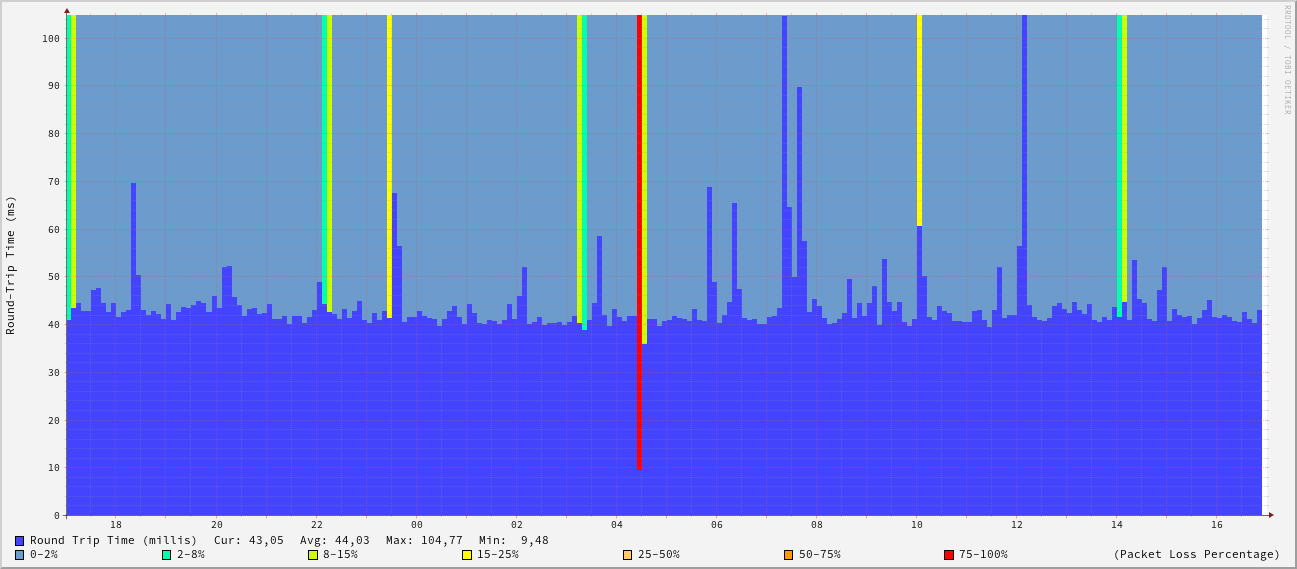 RRDTOOL / TOBI OETIKER
Round-Trip Time (ms)
100
90
80
70
60
50
40
30
20
10
0
18 20 22 00 02 04 06 08 10 12 14 16
Round Trip Time (millis) Cur: 43,05 Avg: 44,03 Max: 104,77 Min: 9,48
0-2% 2-8% 8-15% 15-25% 25-50% 50-75% 75-100% (Packet Loss Percentage)